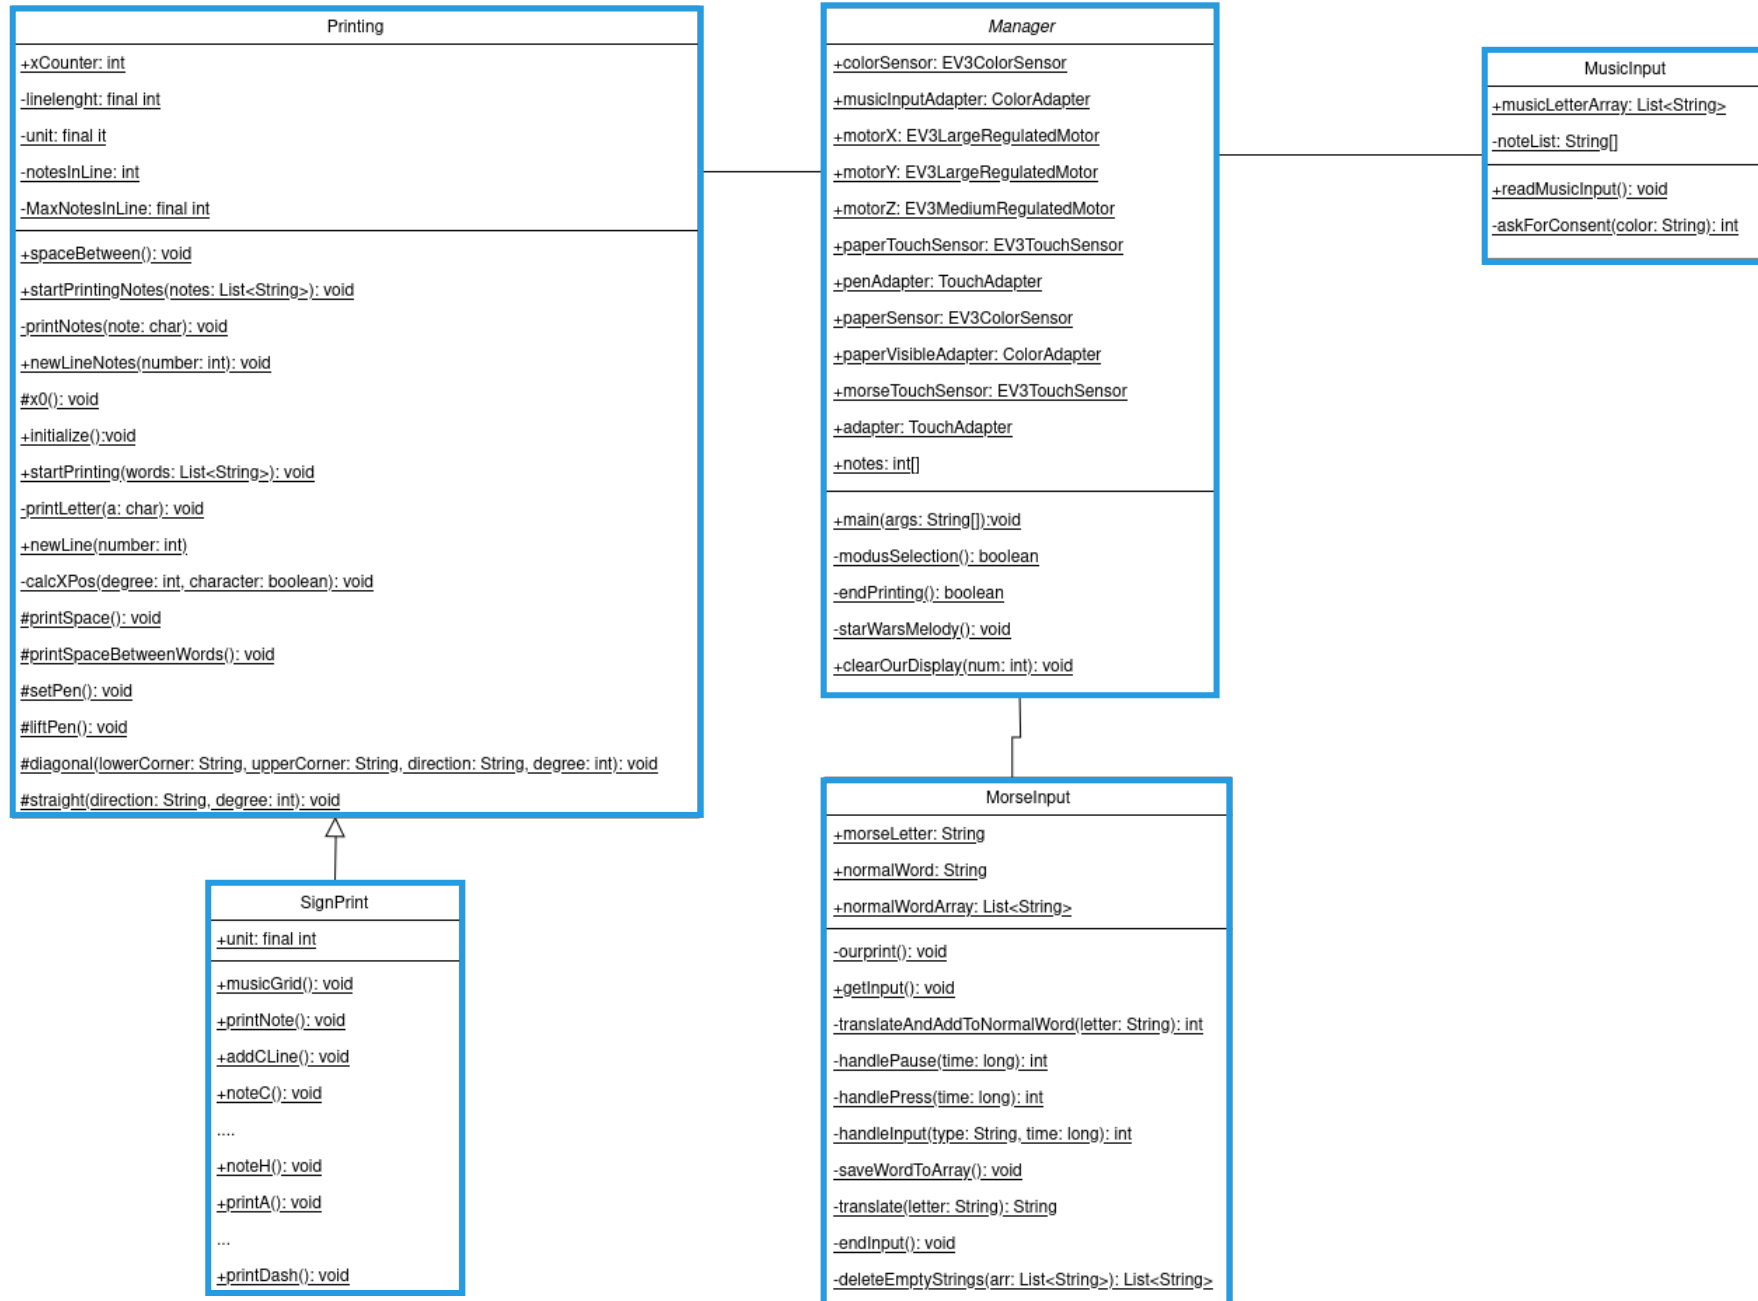 Printing
+xCounter: int
-linelenght: final int
-unit: final it
-notesInLine: int
-MaxNotesInLine: final int
+spaceBetween(): void
+startPrintingNotes(notes: List<String>): void
-printNotes(note: char): void
+newLineNotes(number: int): void
#x0(): void
+initialize():void
+startPrinting(words: List<String>): void
-printLetter(a: char): void
+newLine(number: int)
-calcXPos(degree: int, character: boolean): void
#printSpace(): void
#printSpaceBetweenWords(): void
#setPen(): void
#liftPen(): void
#diagonal(lowerCorner: String, upperCorner: String, direction: String, degree: int): void
#straight(direction: String, degree: int): void
Manager
+colorSensor: EV3ColorSensor
+musicInputAdapter: ColorAdapter
+motorX: EV3LargeRegulatedMotor
+motorY: EV3LargeRegulatedMotor
+motorZ: EV3MediumRegulatedMotor
+paperTouchSensor: EV3TouchSensor
+penAdapter: TouchAdapter
+paperSensor: EV3ColorSensor
+paperVisibleAdapter: ColorAdapter
+morseTouchSensor: EV3TouchSensor
+adapter: TouchAdapter
+notes: int[]
+main(args: String[]):void
-modusSelection(): boolean
-endPrinting(): boolean
-starWarsMelody(): void
+clearOurDisplay(num: int): void
MusicInput
+musicLetterArray: List<String>
-noteList: String[]
+readMusicInput(): void
-askForConsent(color: String): int
SignPrint
+unit: final int
+musicGrid(): void
+printNote(): void
+addCLine(): void
+noteC(): void
....
+noteH(): void
+printA(): void
...
+printDash(): void
MorseInput
+morseLetter: String
+normalWord: String
+normalWordArray: List<String>
-ourprint(): void
+getInput(): void
-translateAndAddToNormalWord(letter: String): int
-handlePause(time: long): int
-handlePress(time: long): int
-handleInput(type: String, time: long): int
-saveWordToArray(): void
-translate(letter: String): String
-endInput(): void
-deleteEmptyStrings(arr: List<String>): List<String>